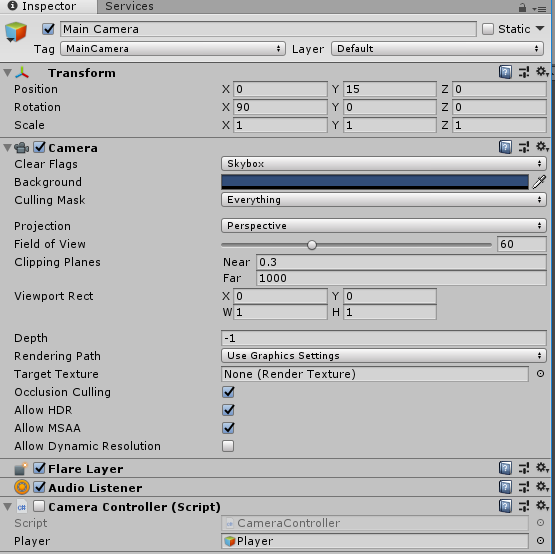 Inspector Services
Main Camera Static
Tag MainCamera Layer Default
Transform
Position X 0 Y 15 Z 0
Rotation X 90 Y 0 Z 0
Scale X 1 Y 1 Z 1
Camera
Clear Flags Skybox
Background
Culling Mask Everything
Projection Perspective
Field of View 60
Clipping Planes Near 0.3
Far 1000
Viewport Rect X 0 Y 0
W 1 H 1
Depth -1
Rendering Path Use Graphics Settings
Target Texture None (Render Texture)
Occlusion Culling
Allow HDR
Allow MSAA
Allow Dynamic Resolution
Flare Layer
Audio Listener
C# Camera Controller (Script)
Script CameraController
Player Player